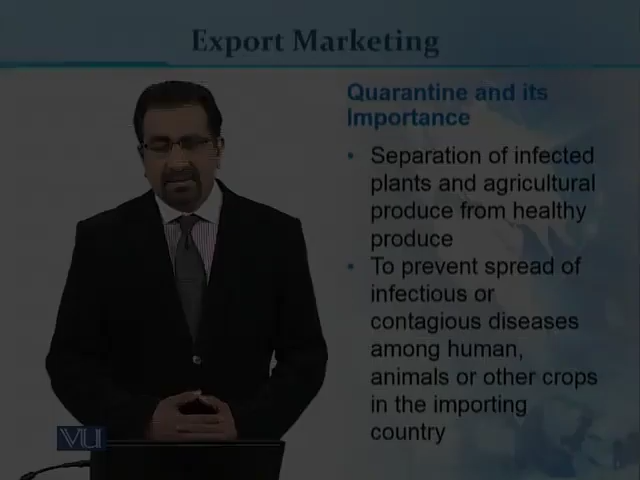 Export Marketing
Quarantine and its
Importance
• Separation of infected
plants and agricultural
produce from healthy
produce
• To prevent spread of
infectious or
contagious diseases
among human,
animals or other crops
in the importing
country
VU